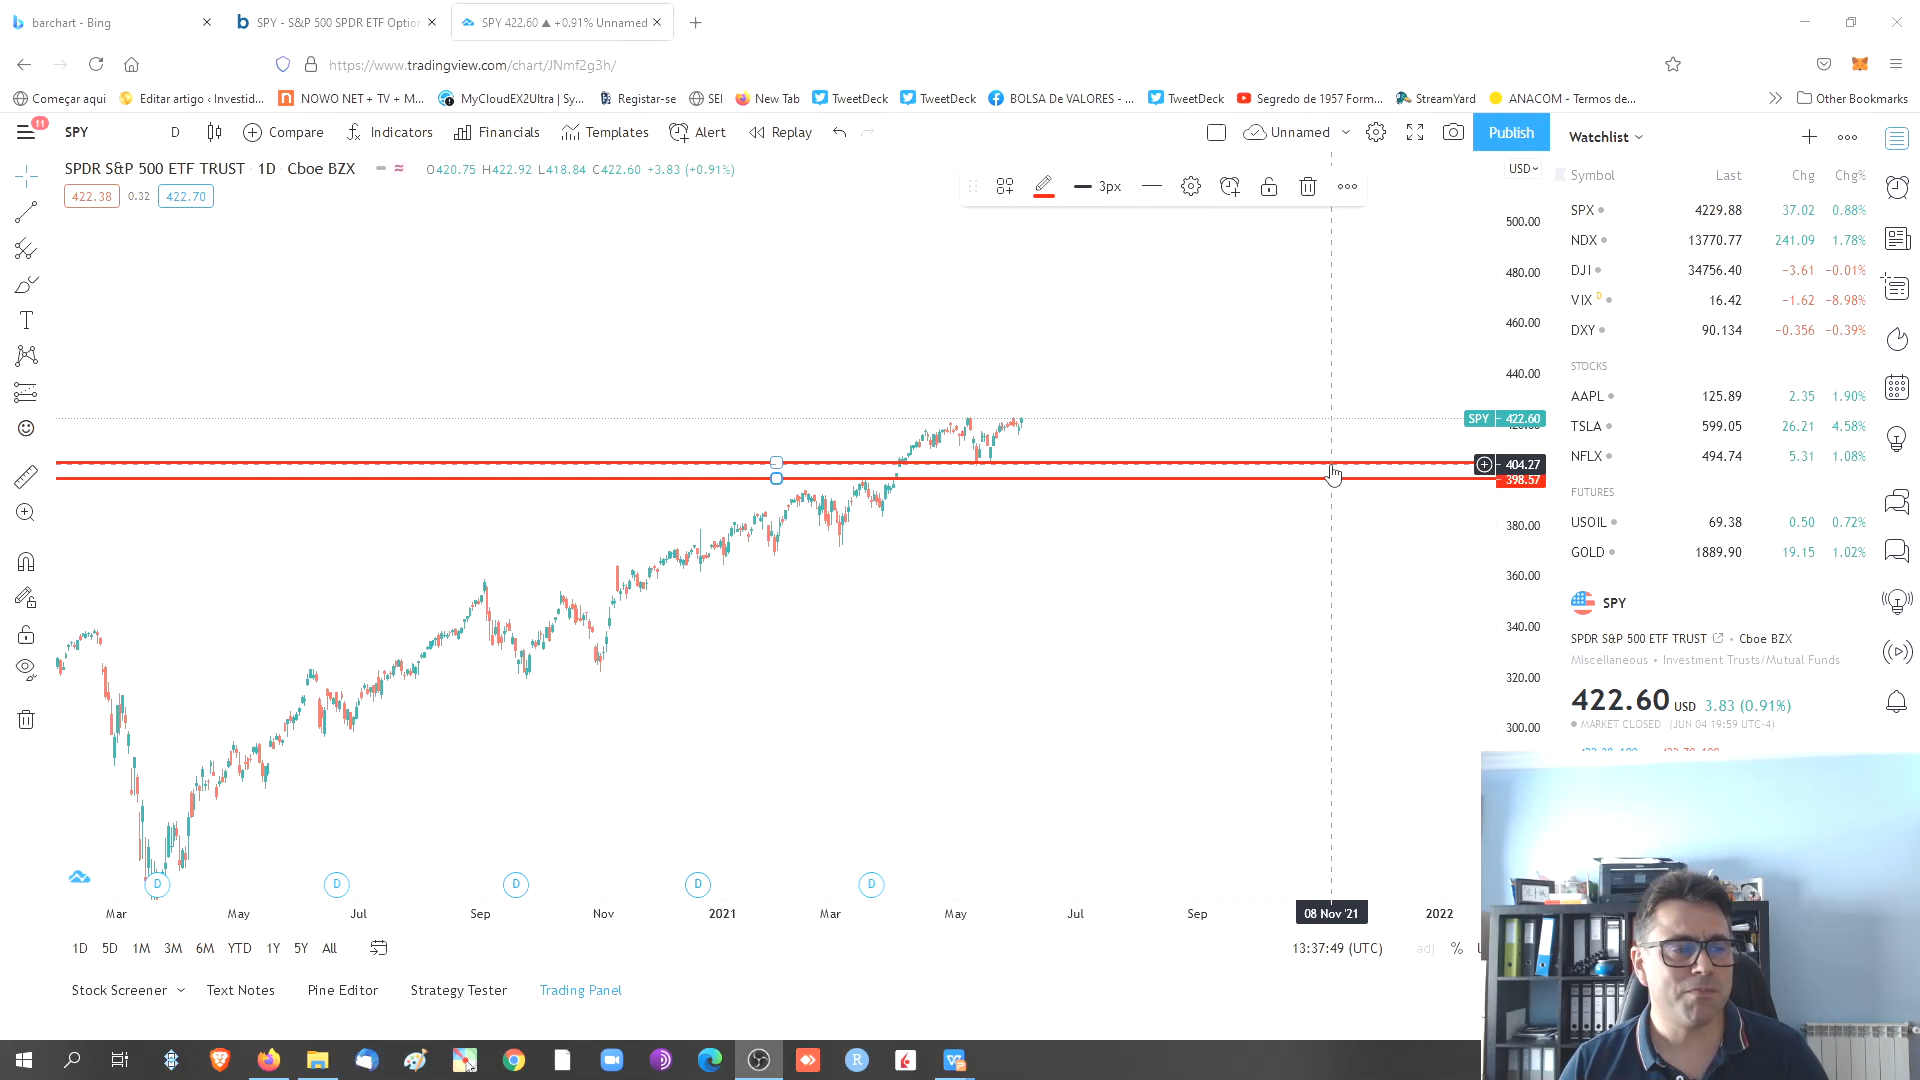 barchart - Bing
SPY - S&P 500 SPDR ETF Optio
SPY 422.60 ▲ +0.91% Unnamed
https://www.tradingview.com/chart/JNmf2g3h/
Começar aqui
Editar artigo ‹ Investid...
NOWO NET + TV + M...
MyCloudEX2Ultra | Sy...
Registar-se
SEI
New Tab
TweetDeck
TweetDeck
BOLSA De VALORES - ...
TweetDeck
Segredo de 1957 Form...
StreamYard
ANACOM - Termos de...
Other Bookmarks
11
SPY
D
Compare
Indicators
Financials
Templates
Alert
Replay
Unnamed
Publish
Watchlist
SPDR S&P 500 ETF TRUST · 1D · Cboe BZX
O420.75 H422.92 L418.84 C422.60 +3.83 (+0.91%)
422.38 0.32 422.70
3px
USD
Symbol Last Chg Chg%
SPX 4229.88 37.02 0.88%
NDX 13770.77 241.09 1.78%
DJI 34756.40 −3.61 −0.01%
VIX D 16.42 −1.62 −8.98%
DXY 90.134 −0.356 −0.39%
STOCKS
AAPL 125.89 2.35 1.90%
TSLA 599.05 26.21 4.58%
NFLX 494.74 5.31 1.08%
FUTURES
USOIL 69.38 0.50 0.72%
GOLD 1889.90 19.15 1.02%
SPY
SPDR S&P 500 ETF TRUST • Cboe BZX
Miscellaneous • Investment Trusts/Mutual Funds
422.60 USD 3.83 (0.91%)
MARKET CLOSED (JUN 04 19:59 UTC-4)
500.00
480.00
460.00
440.00
SPY 422.60
404.27
398.57
380.00
360.00
340.00
320.00
300.00
D
D
D
D
D
Mar May Jul Sep Nov 2021 Mar May Jul Sep 08 Nov '21 2022
1D 5D 1M 3M 6M YTD 1Y 5Y All
13:37:49 (UTC)
adj %
Stock Screener
Text Notes
Pine Editor
Strategy Tester
Trading Panel